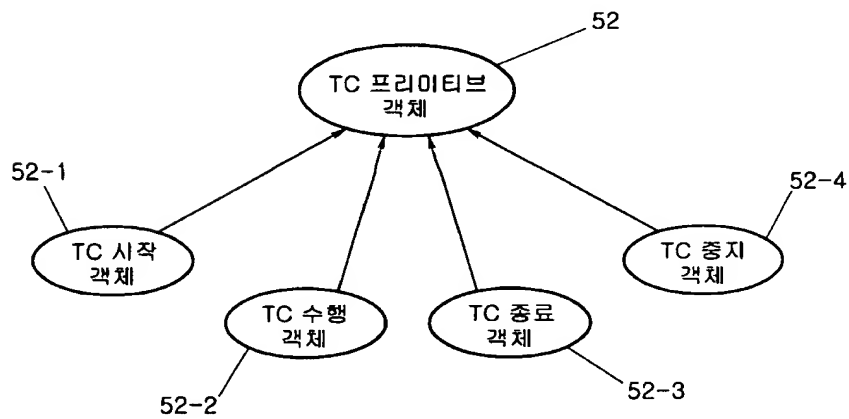 52
TC 프리미티브
객체
52-1
TC 시작
객체
52-4
TC 중지
객체
TC 수행
객체
TC 종료
객체
52-2
52-3